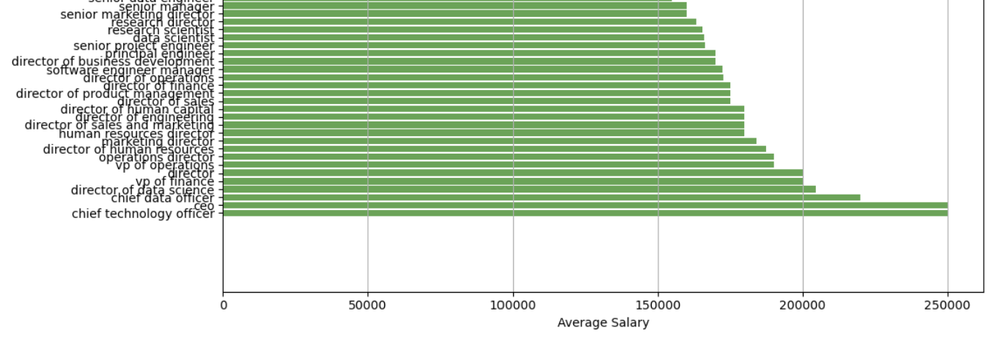 senior data engineer
senior manager
senior marketing director
research director
research scientist
data scientist
senior project engineer
principal engineer
director of business development
software engineer manager
director of operations
director of finance
director of product management
director of sales
director of human capital
director of engineering
director of sales and marketing
human resources director
marketing director
director of human resources
operations director
vp of operations
director
vp of finance
director of data science
chief data officer
ceo
chief technology officer
0 50000 100000 150000 200000 250000
Average Salary